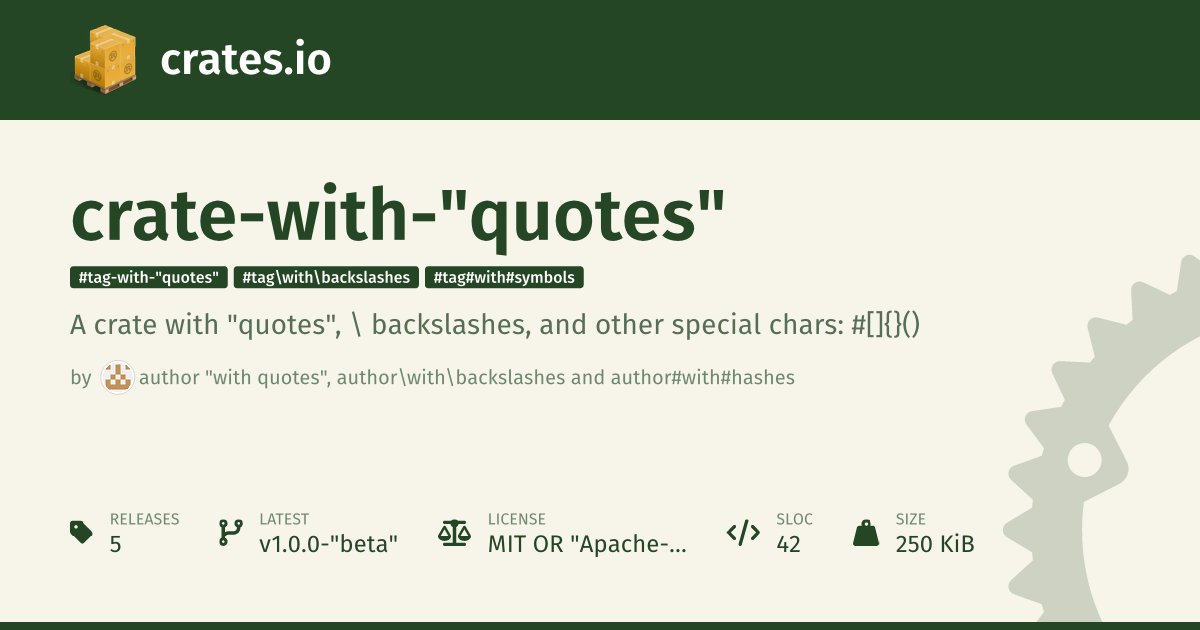 crates.io
crate-with-"quotes"
#tag-with-"quotes" #tag\with\backslashes #tag#with#symbols
A crate with "quotes", \ backslashes, and other special chars: #[]{}()
by author "with quotes", author\with\backslashes and author#with#hashes
RELEASES LATEST LICENSE SLOC SIZE
5 v1.0.0-"beta" MIT OR "Apache-... 42 250 KiB